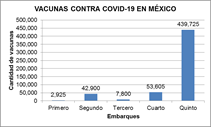 VACUNAS CONTRA COVID-19 EN MÉXICO
Cantidad de vacunas
500,000
450,000
400,000
350,000
300,000
250,000
200,000
150,000
100,000
50,000
0
2,925
42,900
7,800
53,605
439,725
Primero
Segundo
Tercero
Cuarto
Quinto
Embarques